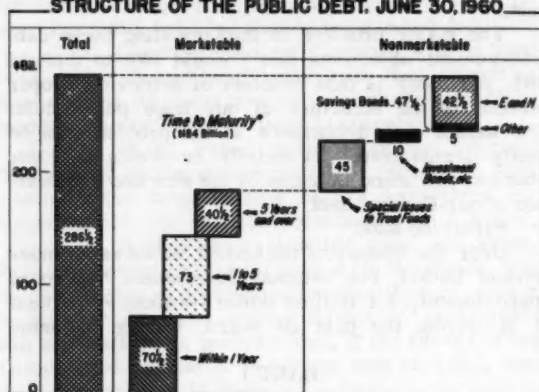 STRUCTURE OF THE PUBLIC DEBT, JUNE 30, 1960
Total Marketable Nonmarketable
$Bil.
Savings Bonds 47½ 42½ E and H
5 Other
Time to Maturity*
($184 Billion)
10 Investment
Bonds, etc
200
45
Special Issues
to Trust Funds
40½ 5 Years
and over
286½
73 1 to 5
Years
100
70½ Within 1 Year
0